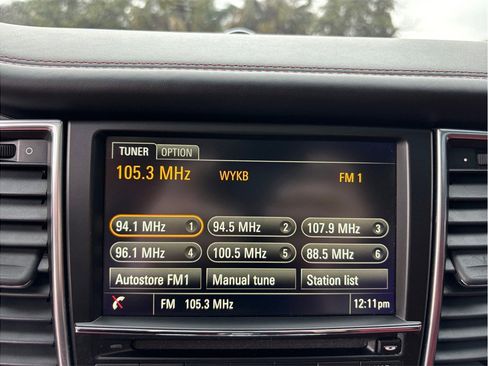 TUNER OPTION
105.3 MHz WYKB FM 1
94.1 MHz 1 94.5 MHz 2 107.9 MHz 3
96.1 MHz 4 100.5 MHz 5 88.5 MHz 6
Autostore FM1 Manual tune Station list
FM 105.3 MHz 12:11pm